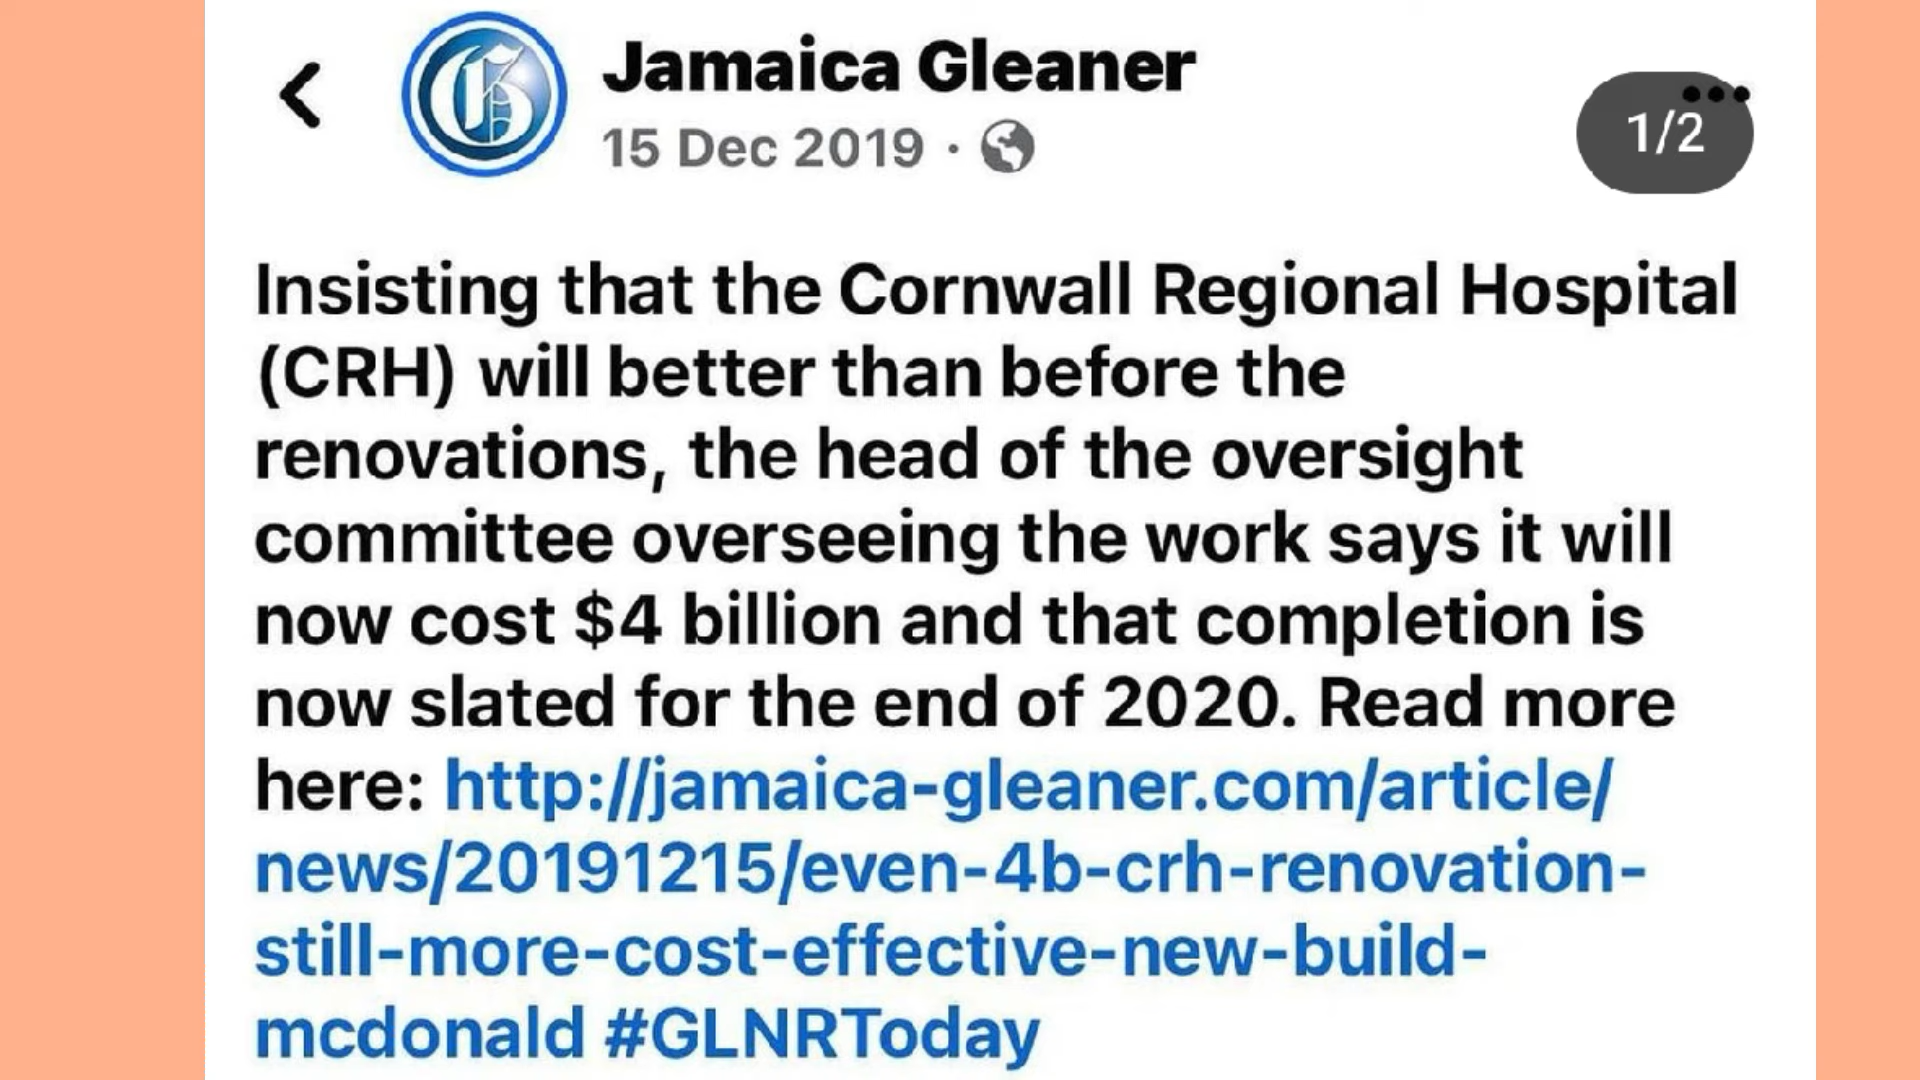 Jamaica Gleaner
15 Dec 2019 ·
1/2
Insisting that the Cornwall Regional Hospital
(CRH) will better than before the
renovations, the head of the oversight
committee overseeing the work says it will
now cost $4 billion and that completion is
now slated for the end of 2020. Read more
here: http://jamaica-gleaner.com/article/
news/20191215/even-4b-crh-renovation-
still-more-cost-effective-new-build-
mcdonald #GLNRToday